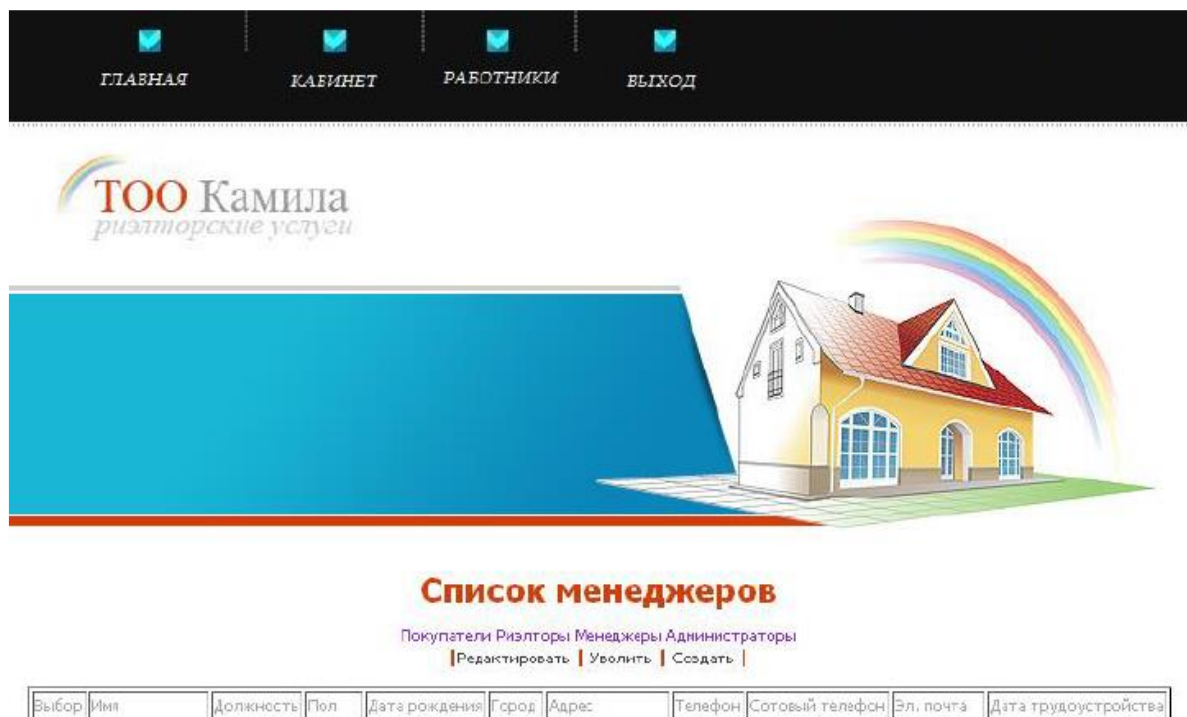 ГЛАВНАЯ КАБИНЕТ РАБОТНИКИ ВЫХОД
ТОО Камила
риэлторские услуги
Список менеджеров
Покупатели Риэлторы Менеджеры Администраторы
Редактировать Уволить Создать
Выбор Имя Должность Пол Дата рождения Город Адрес Телефон Сотовый телефон Эл. почта Дата трудоустройства